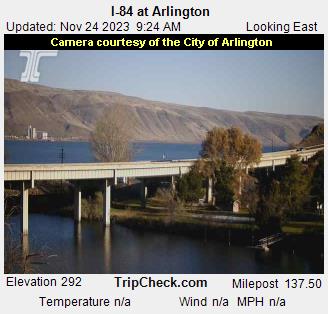 I-84 at Arlington
Updated: Nov 24 2023 9:24 AM Looking East
Camera courtesy of the City of Arlington
Elevation 292 TripCheck.com Milepost 137.50
Temperature n/a Wind n/a MPH n/a